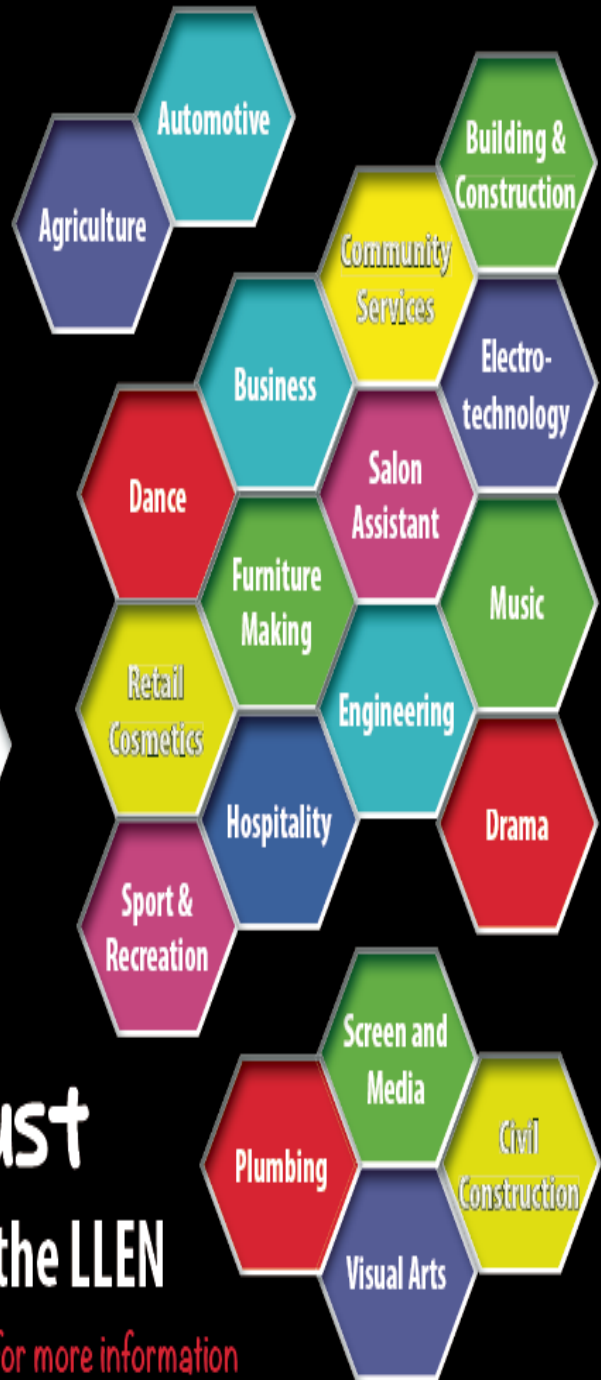 Automotive
Agriculture
Building &
Construction
Community
Services
Electro-
technology
Business
Salon
Assistant
Dance
Furniture
Making
Music
Retail
Cosmetics
Engineering
Hospitality
Drama
Sport &
Recreation
Screen and
Media
Civil
Construction
Plumbing
Visual Arts
ust
the LLEN
for more information